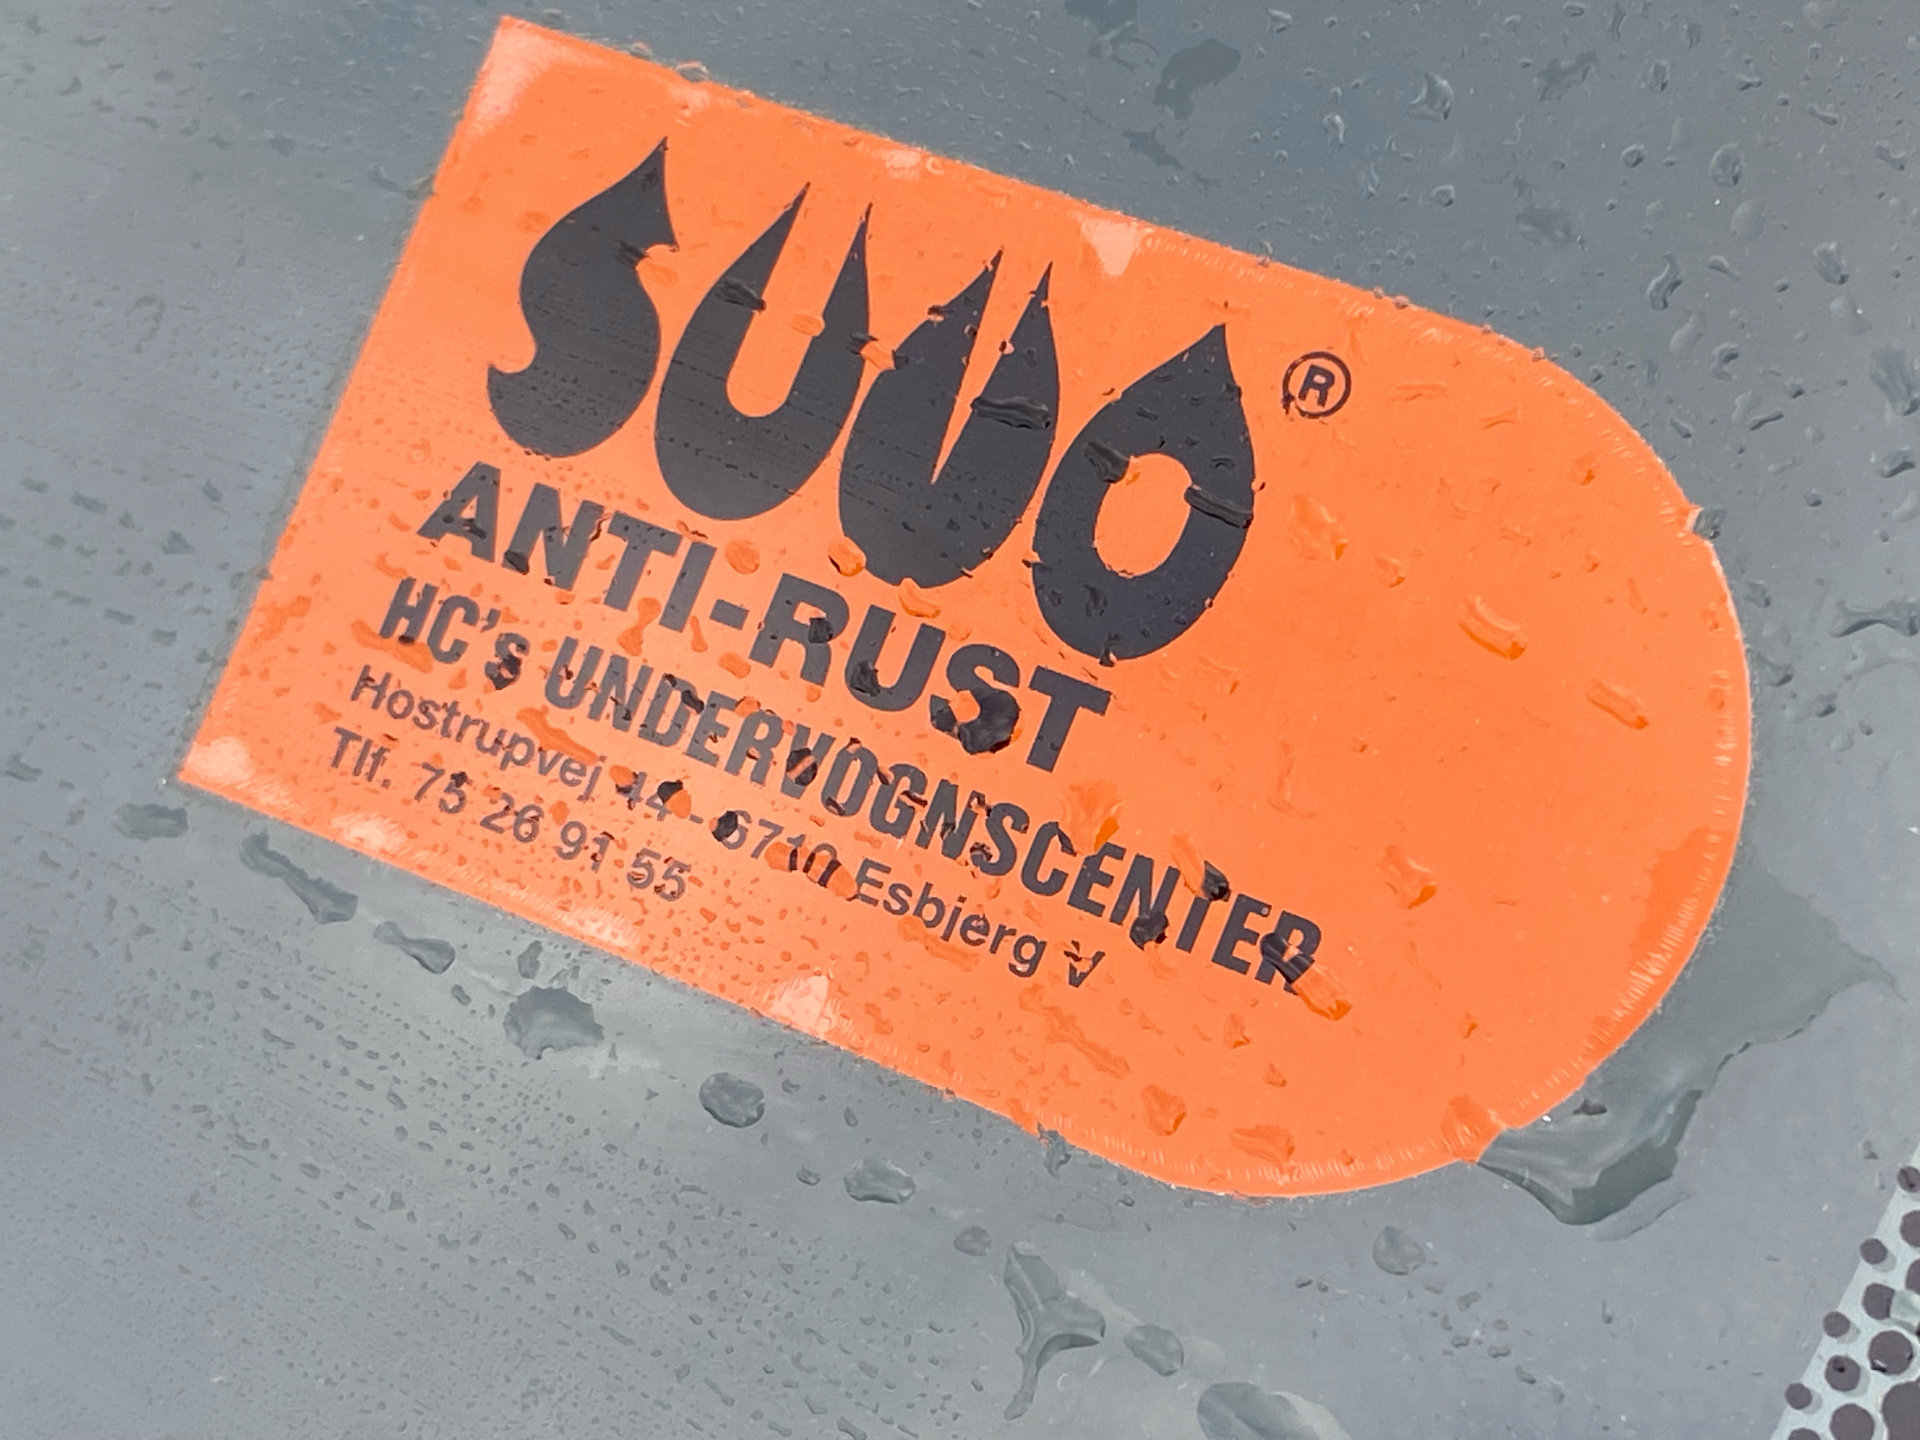 SUVO ®
ANTI-RUST
HC's UNDERVOGNSCENTER
Hostrupvej 44 - 6710 Esbjerg V
Tlf. 75 26 91 55